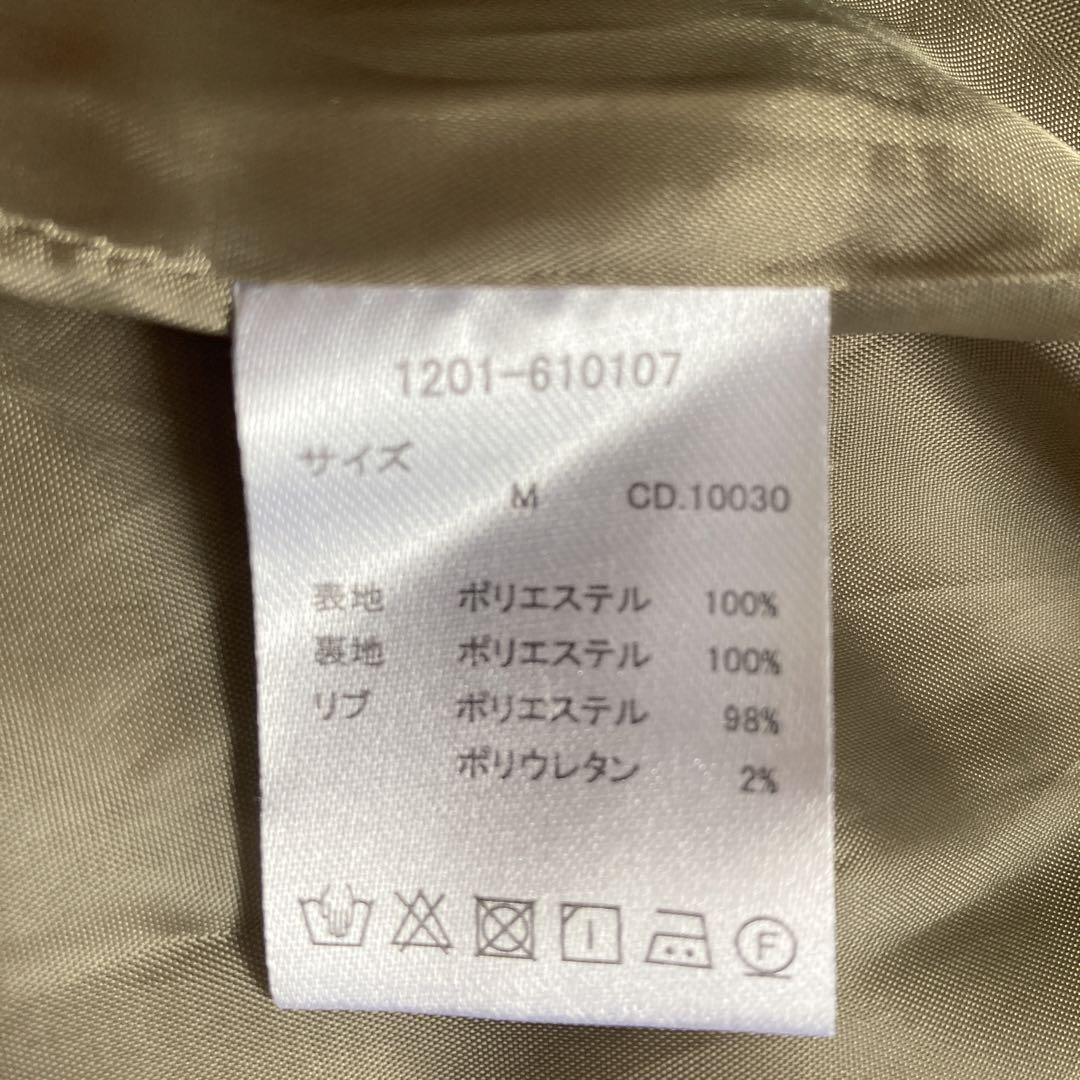 1201-610107
サイズ
M CD.10030
表地 ポリエステル 100%
裏地 ポリエステル 100%
リブ ポリエステル 98%
ポリウレタン 2%
F